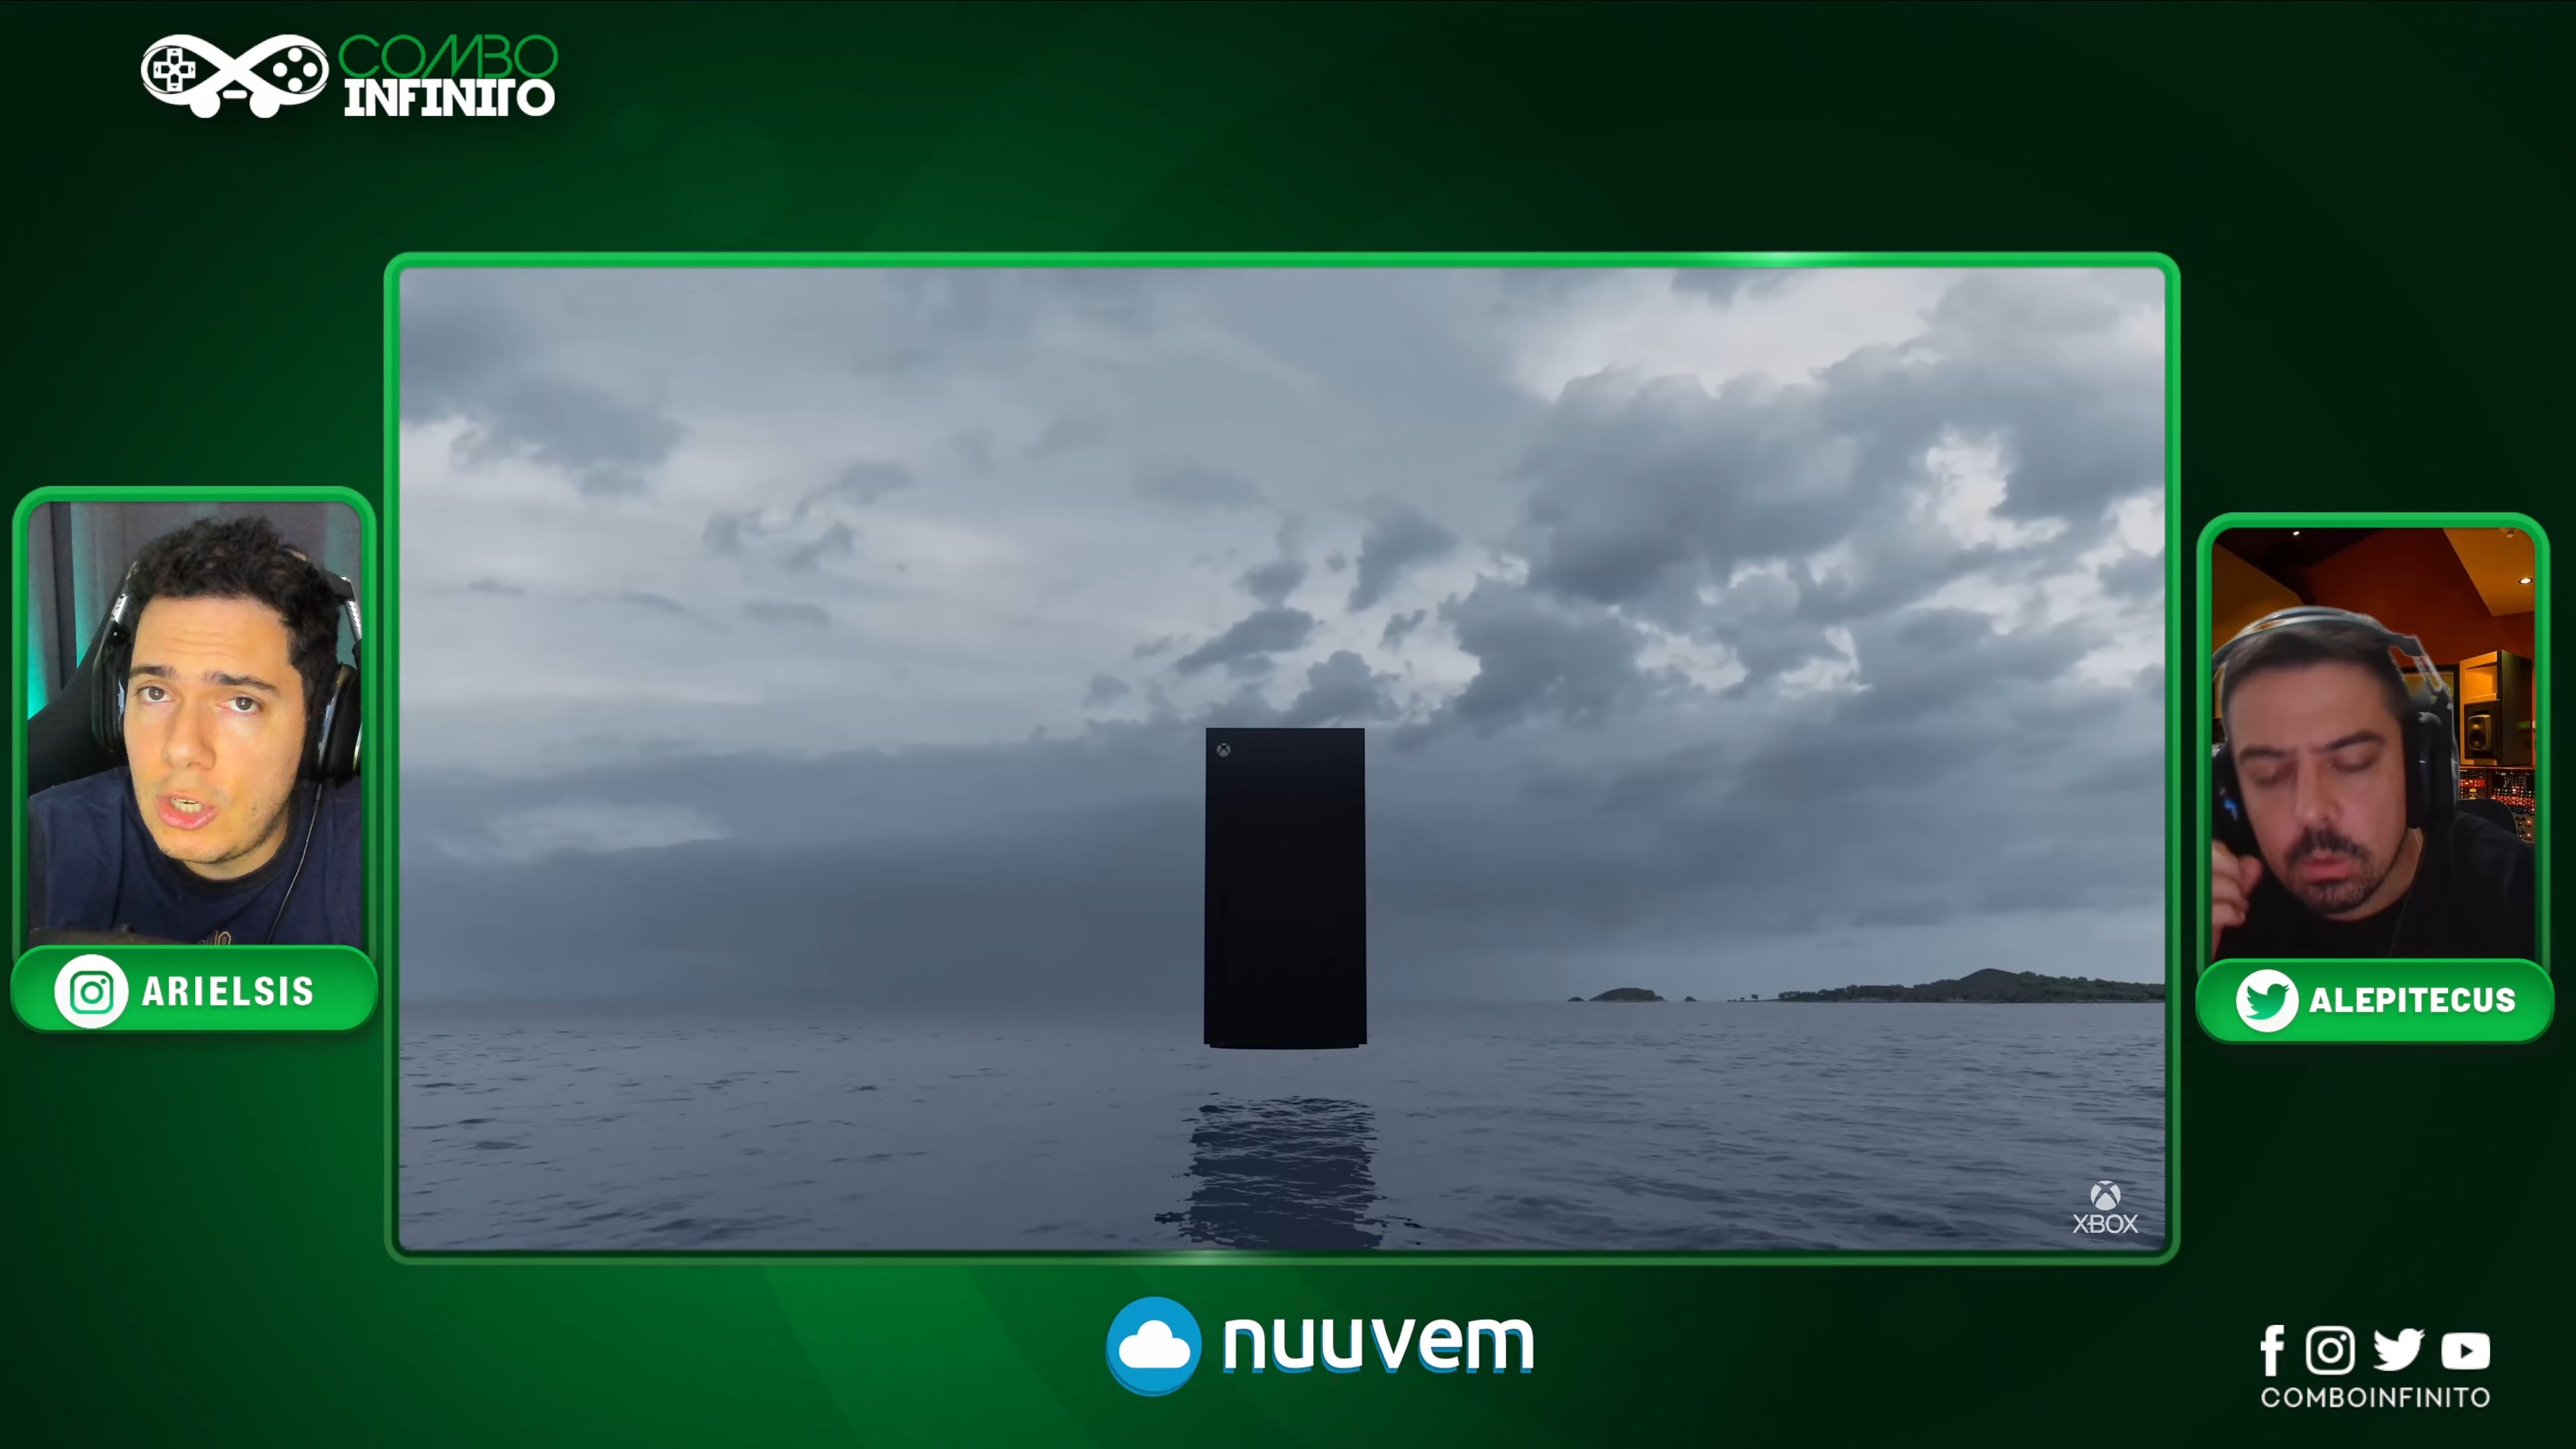 COMBO
INFINITO
ARIELSIS
ALEPITECUS
XBOX
nuuvem
COMBOINFINITO